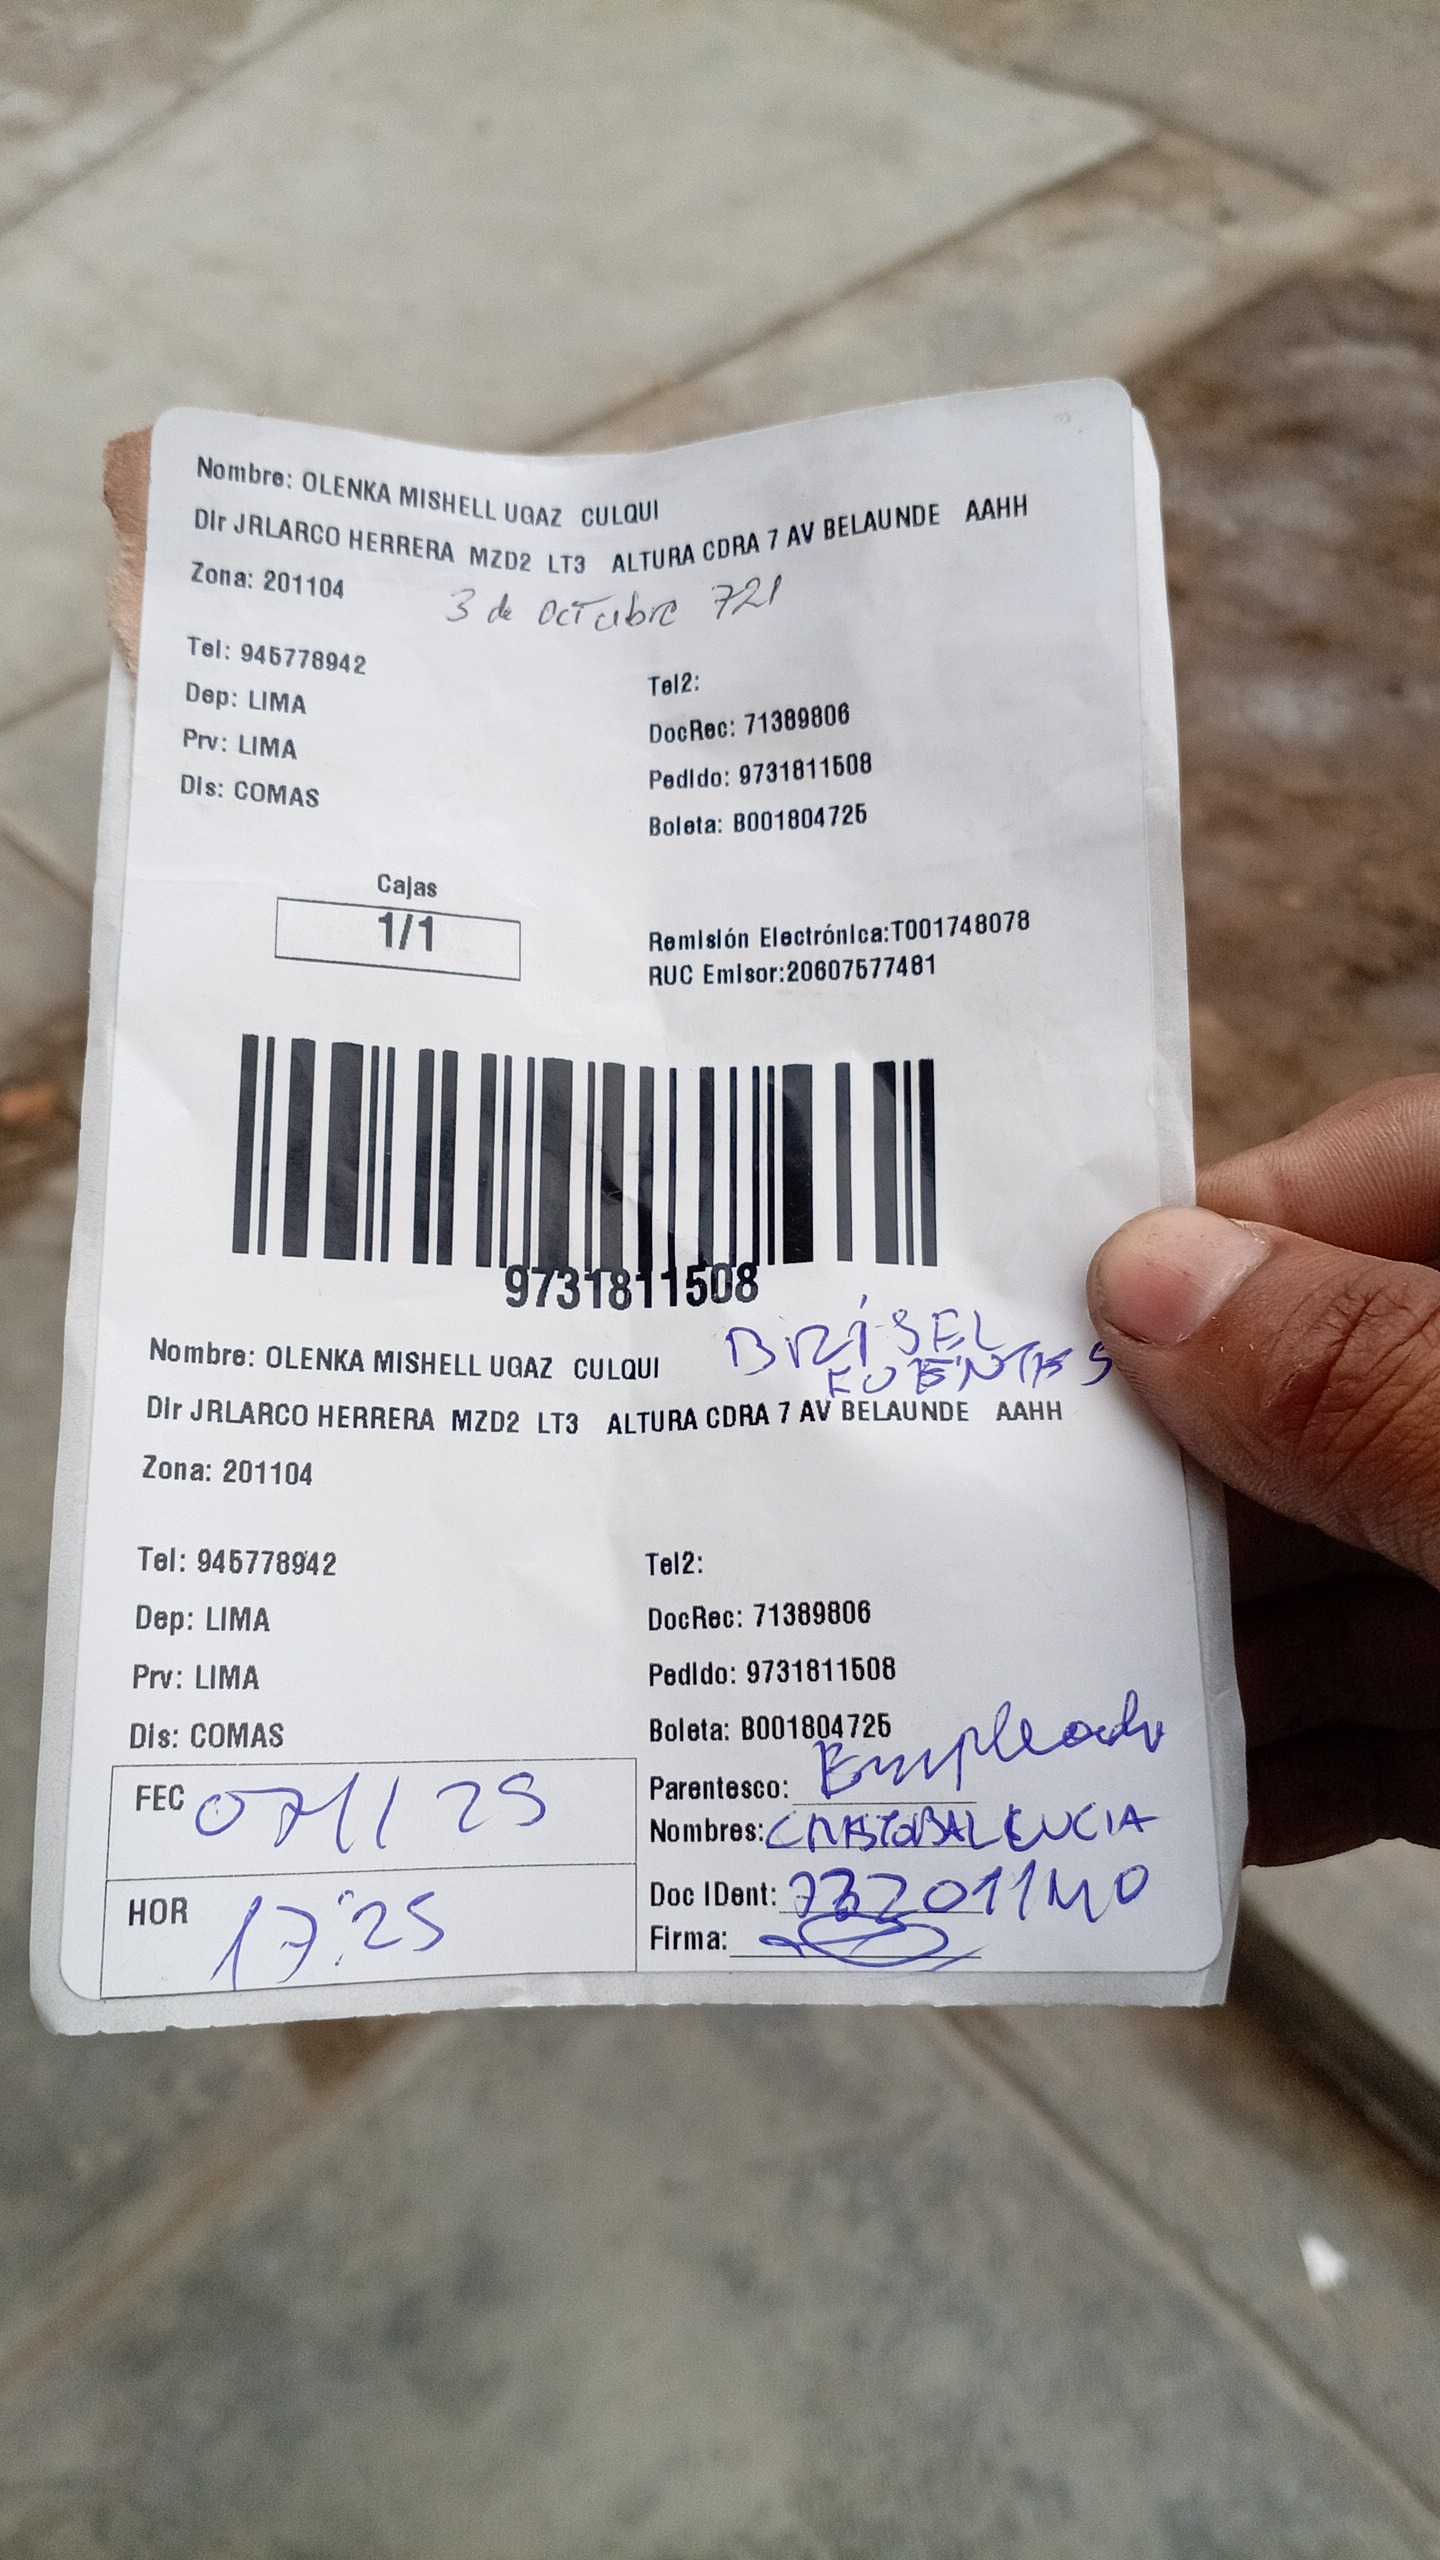 Nombre: OLENKA MISHELL UGAZ CULQUI
Dir JRLARCO HERRERA MZD2 LT3 ALTURA CDRA 7 AV BELAUNDE AAHH
Zona: 201104
3 de octubre 721
Tel: 945778942
Tel2:
Dep: LIMA
DocRec: 71389806
Prv: LIMA
Pedido: 9731811508
Dis: COMAS
Boleta: B001804725
Cajas
1/1
Remisión Electrónica:T001748078
RUC Emisor:20607577481
9731811508
BRÍSEL
FUENTES
Nombre: OLENKA MISHELL UGAZ CULQUI
Dir JRLARCO HERRERA MZD2 LT3 ALTURA CDRA 7 AV BELAUNDE AAHH
Zona: 201104
Tel: 945778942
Tel2:
Dep: LIMA
DocRec: 71389806
Prv: LIMA
Pedido: 9731811508
Dis: COMAS
Boleta: B001804725
FEC
Parentesco: Empleado
Nombres: CRISTOBAL LUCIA
HOR 17:25
Doc IDent:
Firma: